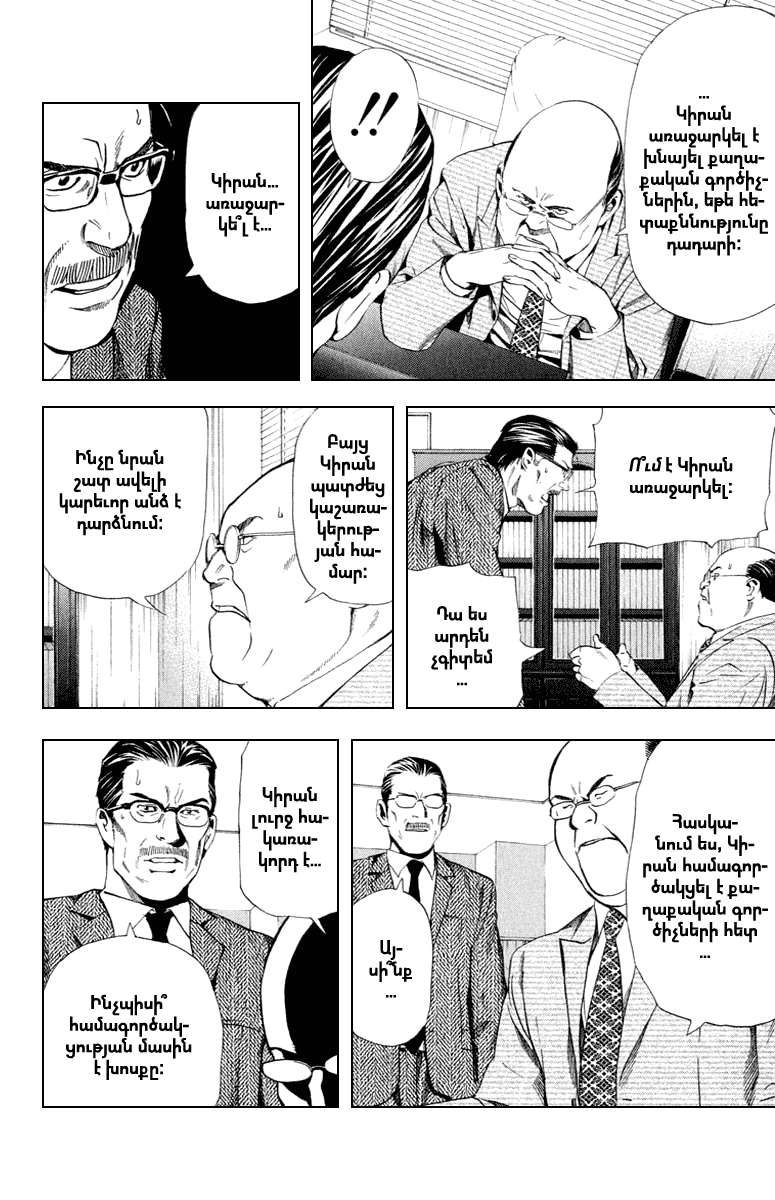 ...
Կիրան
առաջարկել է
խնայել քաղա-
քական գործիչ-
ներին, եթե հե-
տաքննությունը
դադարի:
!!
Կիրան...
առաջար-
կե՞լ է...
Ո՞ւմ է Կիրան
առաջարկել:
Դա ես
արդեն
չգիտեմ
...
Բայց
Կիրան
պատժեց
կաշառա-
կերութ-
յան հա-
մար:
Ինչը նրան
շատ ավելի
կարեւոր անձ է
դարձնում:
Հասկա-
նում ես, Կի-
րան համագոր-
ծակցել է քա-
ղաքական գոր-
ծիչների հետ
...
Այ-
սի՞նք
...
Կիրան
լուրջ հա-
կառա-
կորդ է...
Ինչպիսի՞
համագործակ-
ցության մասին
է խոսքը: